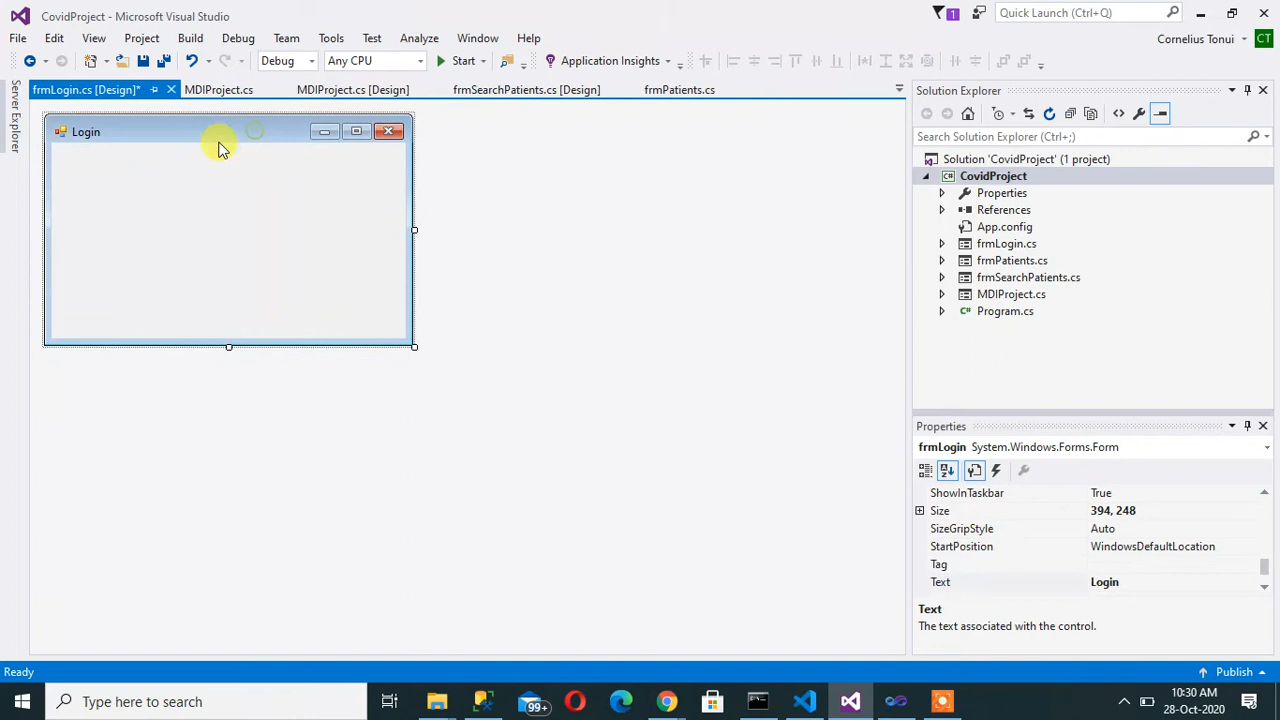 CovidProject - Microsoft Visual Studio
1
Quick Launch (Ctrl+Q)
File Edit View Project Build Debug Team Tools Test Analyze Window Help
Cornelius Tonui CT
Debug Any CPU Start Application Insights
Server Explorer
frmLogin.cs [Design]* MDIProject.cs MDIProject.cs [Design] frmSearchPatients.cs [Design] frmPatients.cs
Login
Solution Explorer
Search Solution Explorer (Ctrl+;)
Solution 'CovidProject' (1 project)
C# CovidProject
Properties
References
App.config
frmLogin.cs
frmPatients.cs
frmSearchPatients.cs
MDIProject.cs
C# Program.cs
Properties
frmLogin System.Windows.Forms.Form
ShowInTaskbar True
Size 394, 248
SizeGripStyle Auto
StartPosition WindowsDefaultLocation
Tag
Text Login
Text
The text associated with the control.
Ready
Publish
Type here to search
99+
10:30 AM
28-Oct-2020